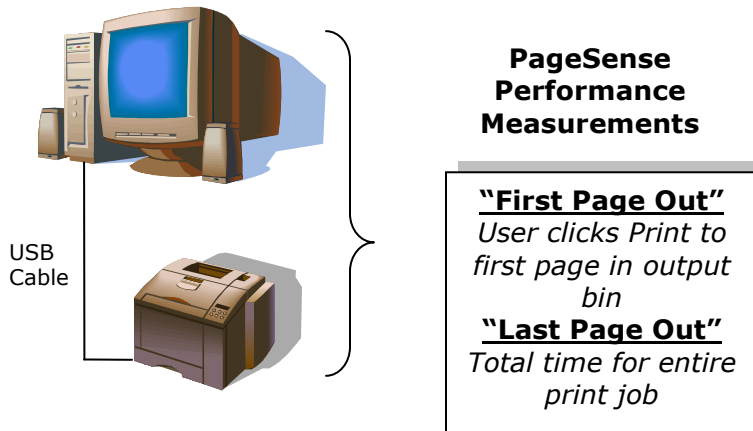 PageSense
Performance
Measurements
“First Page Out”
User clicks Print to
first page in output
bin
“Last Page Out”
Total time for entire
print job
USB
Cable